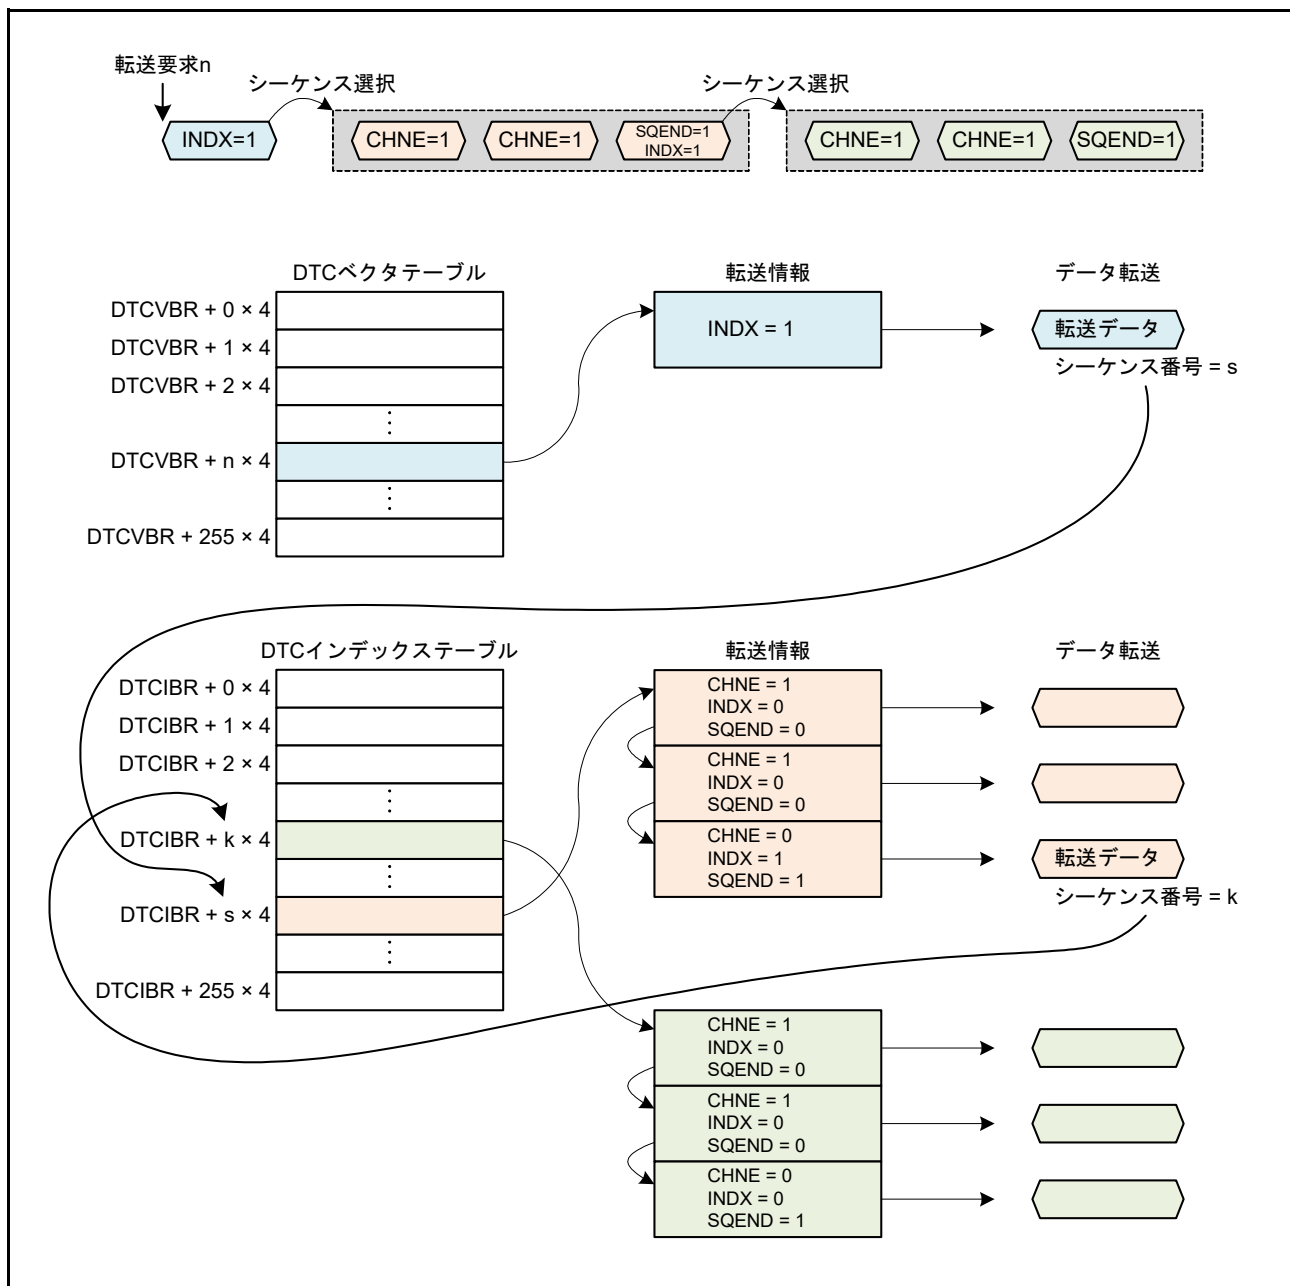 転送要求n
シーケンス選択
シーケンス選択
INDX=1
CHNE=1
CHNE=1
SQEND=1
INDX=1
CHNE=1
CHNE=1
SQEND=1
DTCベクタテーブル
転送情報
データ転送
DTCVBR + 0 × 4
DTCVBR + 1 × 4
DTCVBR + 2 × 4
⋮
DTCVBR + n × 4
⋮
DTCVBR + 255 × 4
INDX = 1
転送データ
シーケンス番号 = s
DTCインデックステーブル
転送情報
データ転送
DTCIBR + 0 × 4
DTCIBR + 1 × 4
DTCIBR + 2 × 4
⋮
DTCIBR + k × 4
⋮
DTCIBR + s × 4
⋮
DTCIBR + 255 × 4
CHNE = 1
INDX = 0
SQEND = 0
CHNE = 1
INDX = 0
SQEND = 0
CHNE = 0
INDX = 1
SQEND = 1
転送データ
シーケンス番号 = k
CHNE = 1
INDX = 0
SQEND = 0
CHNE = 1
INDX = 0
SQEND = 0
CHNE = 0
INDX = 0
SQEND = 1